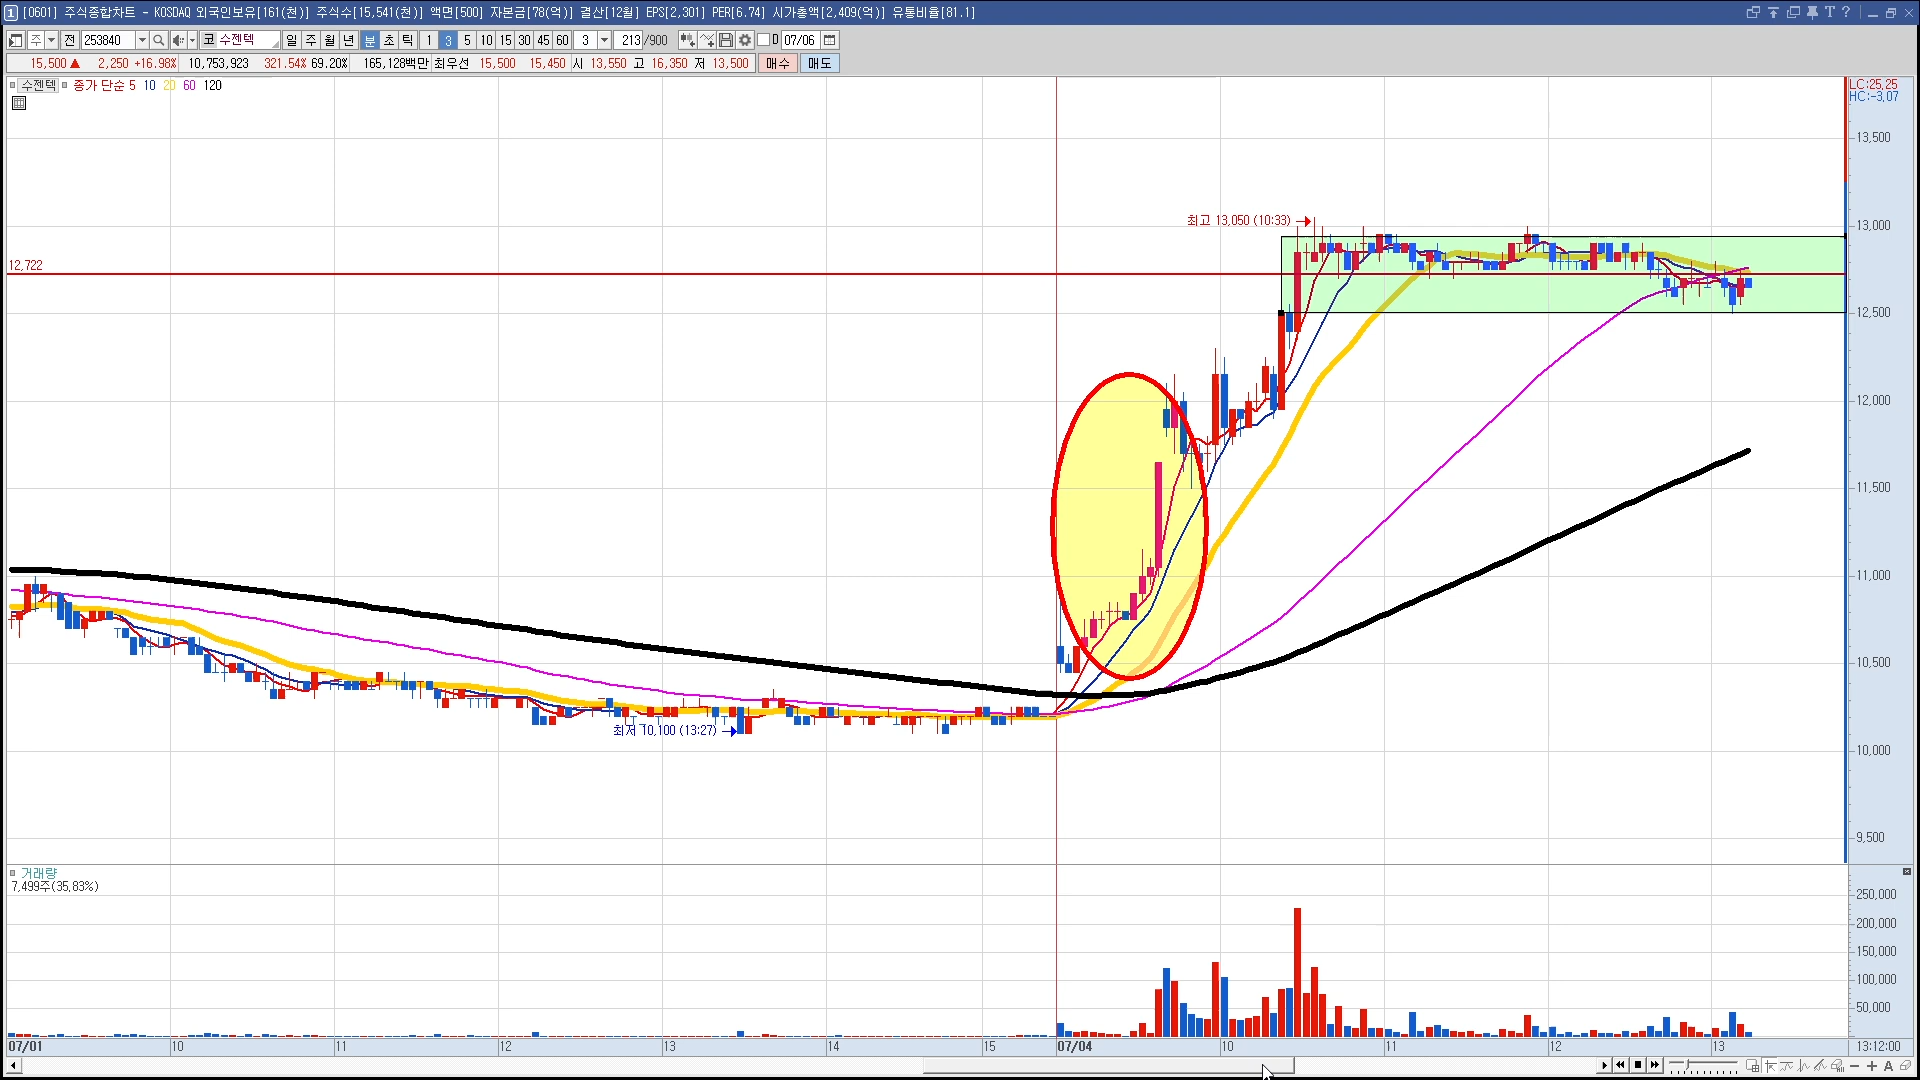 1 [0601] 주식종합차트 - KOSDAQ 외국인보유[161(천)] 주식수[15,541(천)] 액면[500] 자본금[78(억)] 결산[12월] EPS[2,301] PER[6.74] 시가총액[2,409(억)] 유통비율[81.1]
주 전 253840 코 수젠텍 일 주 월 년 분 초 틱 1 3 5 10 15 30 45 60 3 213 /900 D 07/06
15,500 ▲ 2,250 +16.98% 10,753,923 321.54% 69.20% 165,128백만 최우선 15,500 15,450 시 13,550 고 16,350 저 13,500 매수 매도
수젠텍 종가 단순 5 10 20 60 120
LC:25,25
HC:-3,07
13,500
최고 13,050 (10:33)
13,000
12,722
12,500
12,000
11,500
11,000
10,500
최저 10,100 (13:27)
10,000
9,500
거래량
7,499주(35,83%)
250,000
200,000
150,000
100,000
50,000
07/01 10 11 12 13 14 15 07/04 10 11 12 13 13:12:00
A